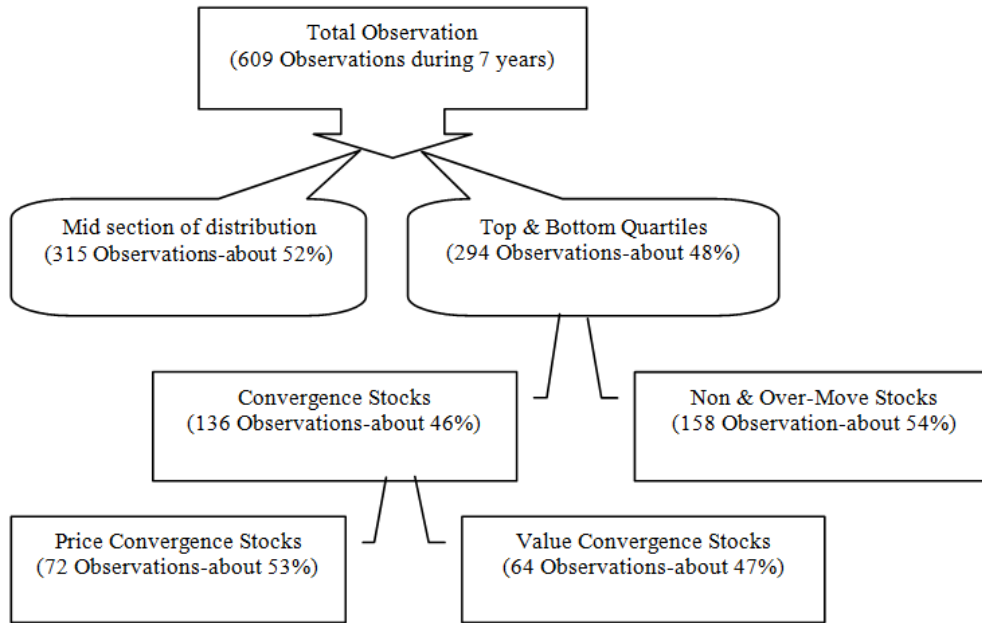 Total Observation
(609 Observations during 7 years)
Mid section of distribution
(315 Observations-about 52%)
Top & Bottom Quartiles
(294 Observations-about 48%)
Convergence Stocks
(136 Observations-about 46%)
Non & Over-Move Stocks
(158 Observation-about 54%)
Price Convergence Stocks
(72 Observations-about 53%)
Value Convergence Stocks
(64 Observations-about 47%)